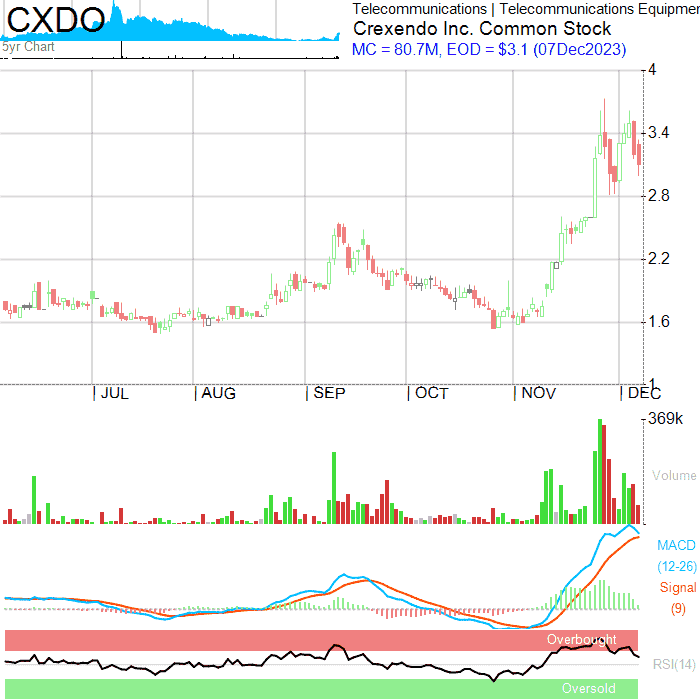 CXDO
5yr Chart
Telecommunications | Telecommunications Equipmen
Crexendo Inc. Common Stock
MC = 80.7M, EOD = $3.1 (07Dec2023)
4
3.4
2.8
2.2
1.6
1
| JUL | AUG | SEP | OCT | NOV | DEC
369k
Volume
MACD
(12-26)
Signal
(9)
Overbought
RSI(14)
Oversold